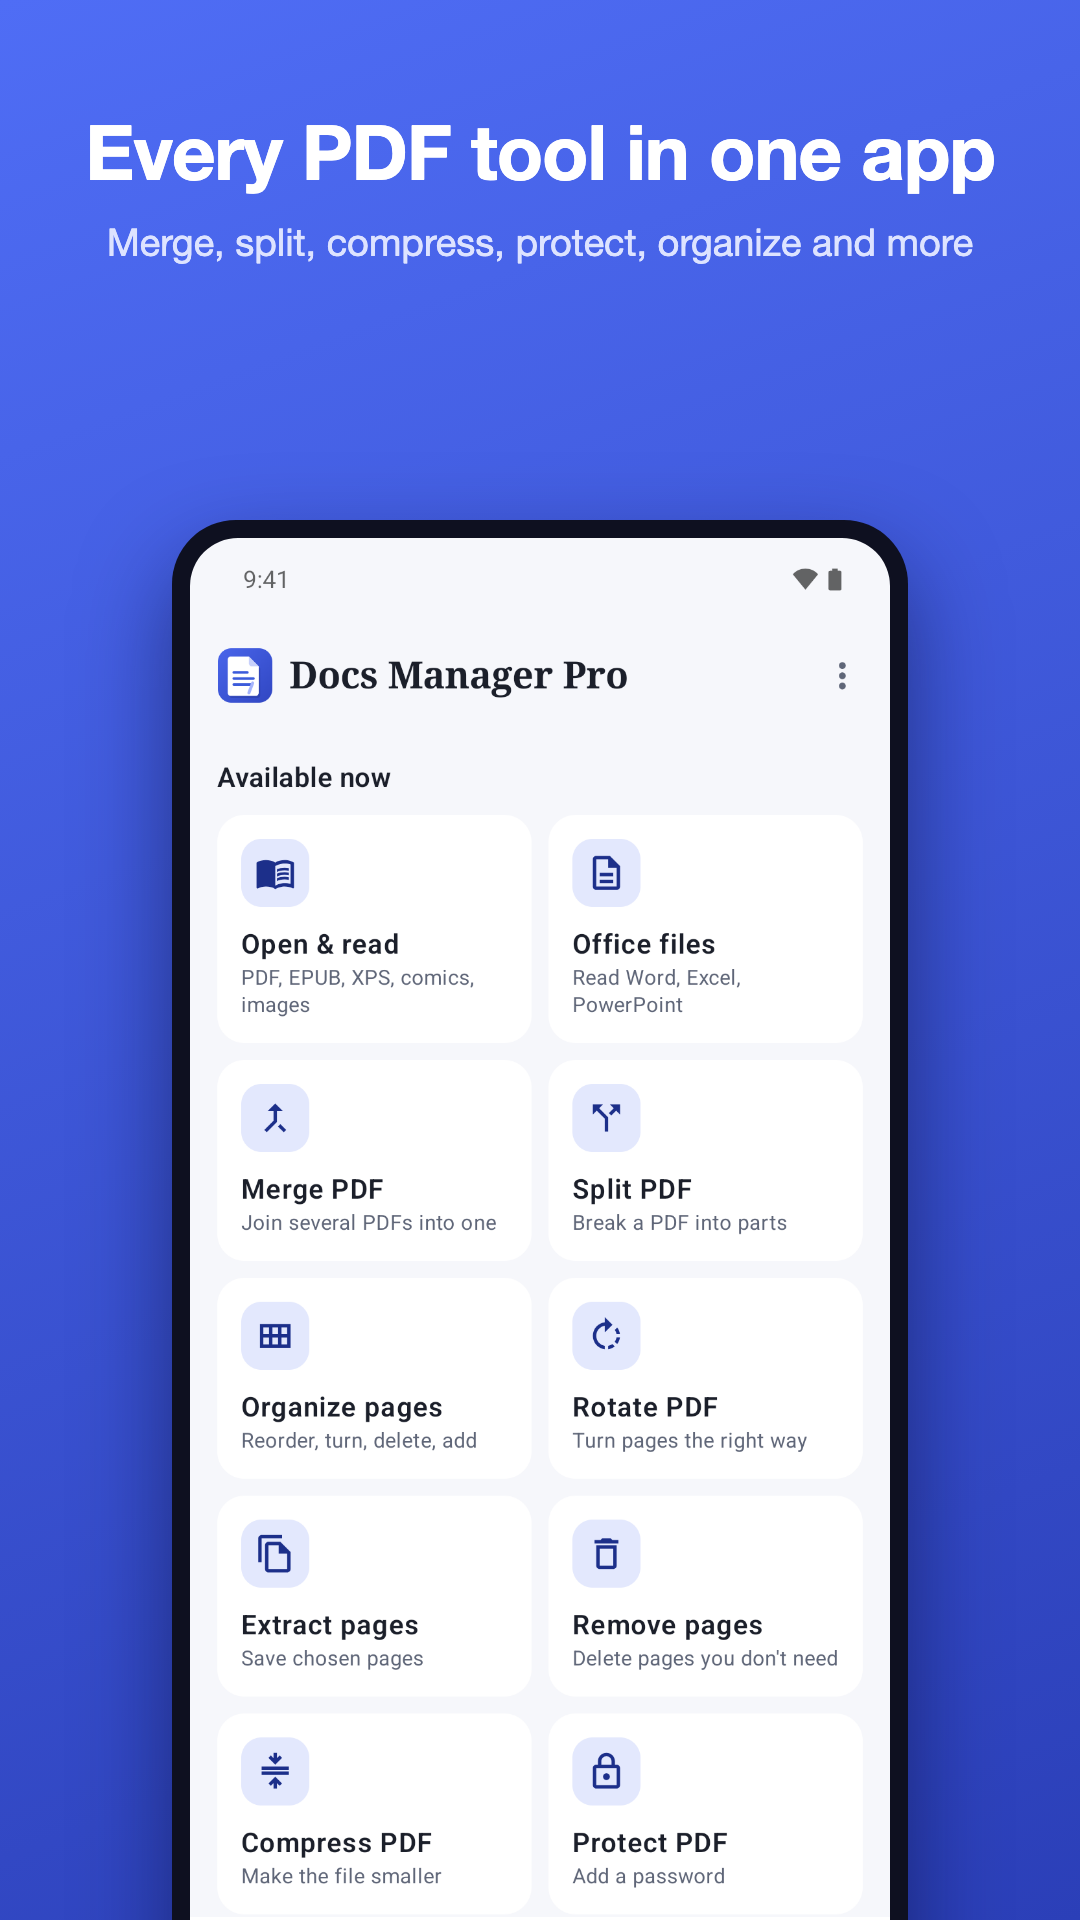 Every PDF tool in one app
Merge, split, compress, protect, organize and more
9:41
Docs Manager Pro
Available now
Open & read
PDF, EPUB, XPS, comics,
images
Office files
Read Word, Excel,
PowerPoint
Merge PDF
Join several PDFs into one
Split PDF
Break a PDF into parts
Organize pages
Reorder, turn, delete, add
Rotate PDF
Turn pages the right way
Extract pages
Save chosen pages
Remove pages
Delete pages you don't need
Compress PDF
Make the file smaller
Protect PDF
Add a password